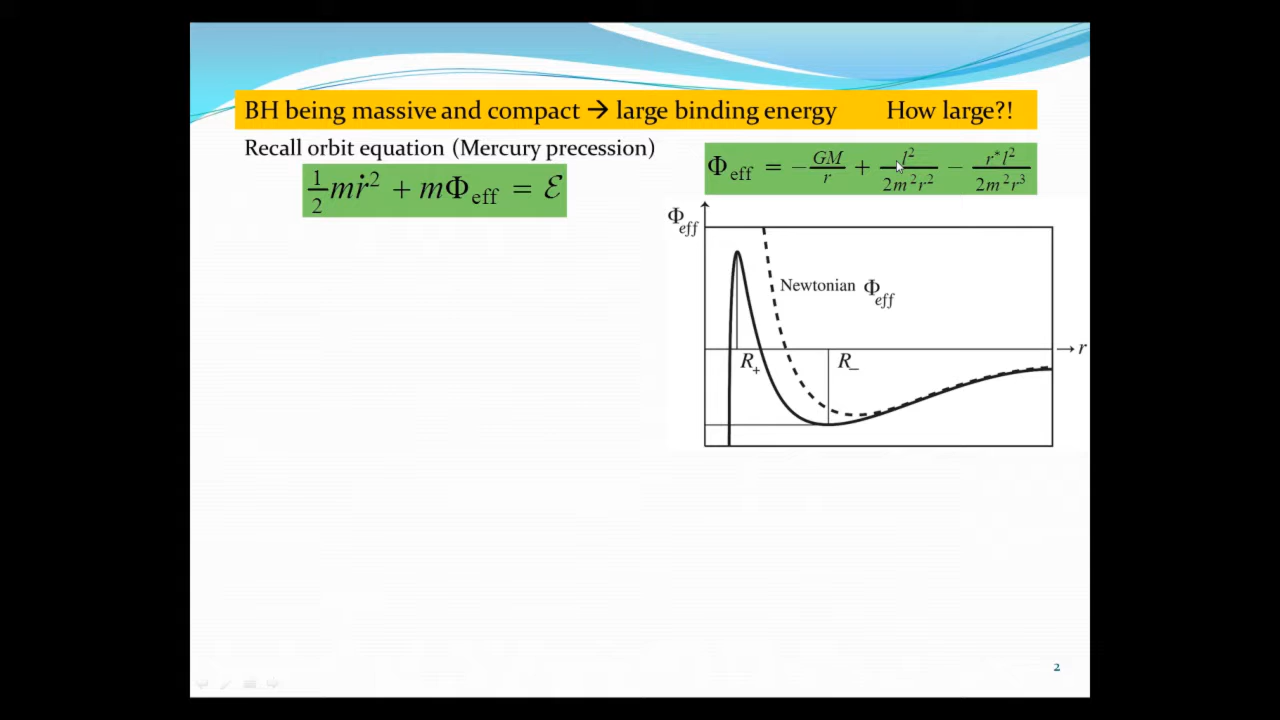 BH being massive and compact → large binding energy How large?!
Recall orbit equation (Mercury precession)
½mṙ² + mΦ_eff = ℰ
Φ_eff = −GM/r + l²/2m²r² − r*l²/2m²r³
Φ_eff
Newtonian Φ_eff
→ r
R₊ R₋
2